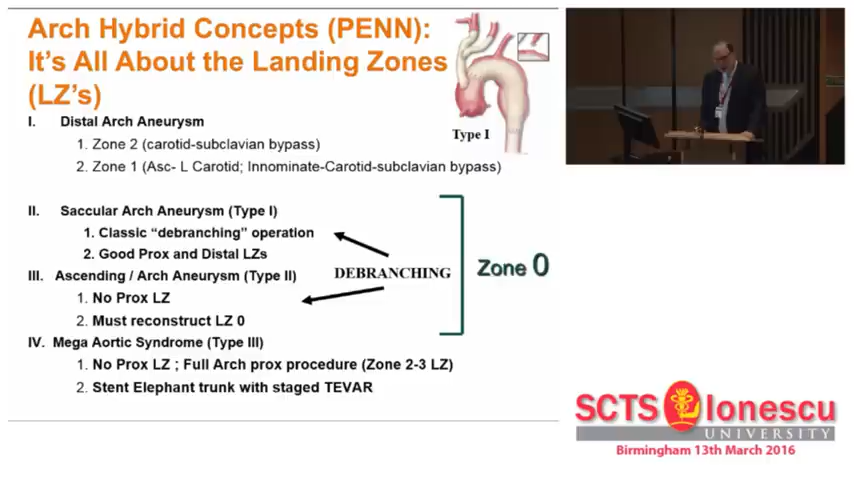 Arch Hybrid Concepts (PENN):
It's All About the Landing Zones
(LZ's)
Type I
I. Distal Arch Aneurysm
1. Zone 2 (carotid-subclavian bypass)
2. Zone 1 (Asc- L Carotid; Innominate-Carotid-subclavian bypass)
II. Saccular Arch Aneurysm (Type I)
1. Classic “debranching” operation
2. Good Prox and Distal LZs
III. Ascending / Arch Aneurysm (Type II)
1. No Prox LZ
2. Must reconstruct LZ 0
DEBRANCHING
Zone 0
IV. Mega Aortic Syndrome (Type III)
1. No Prox LZ ; Full Arch prox procedure (Zone 2-3 LZ)
2. Stent Elephant trunk with staged TEVAR
SCTS Ionescu
UNIVERSITY
Birmingham 13th March 2016